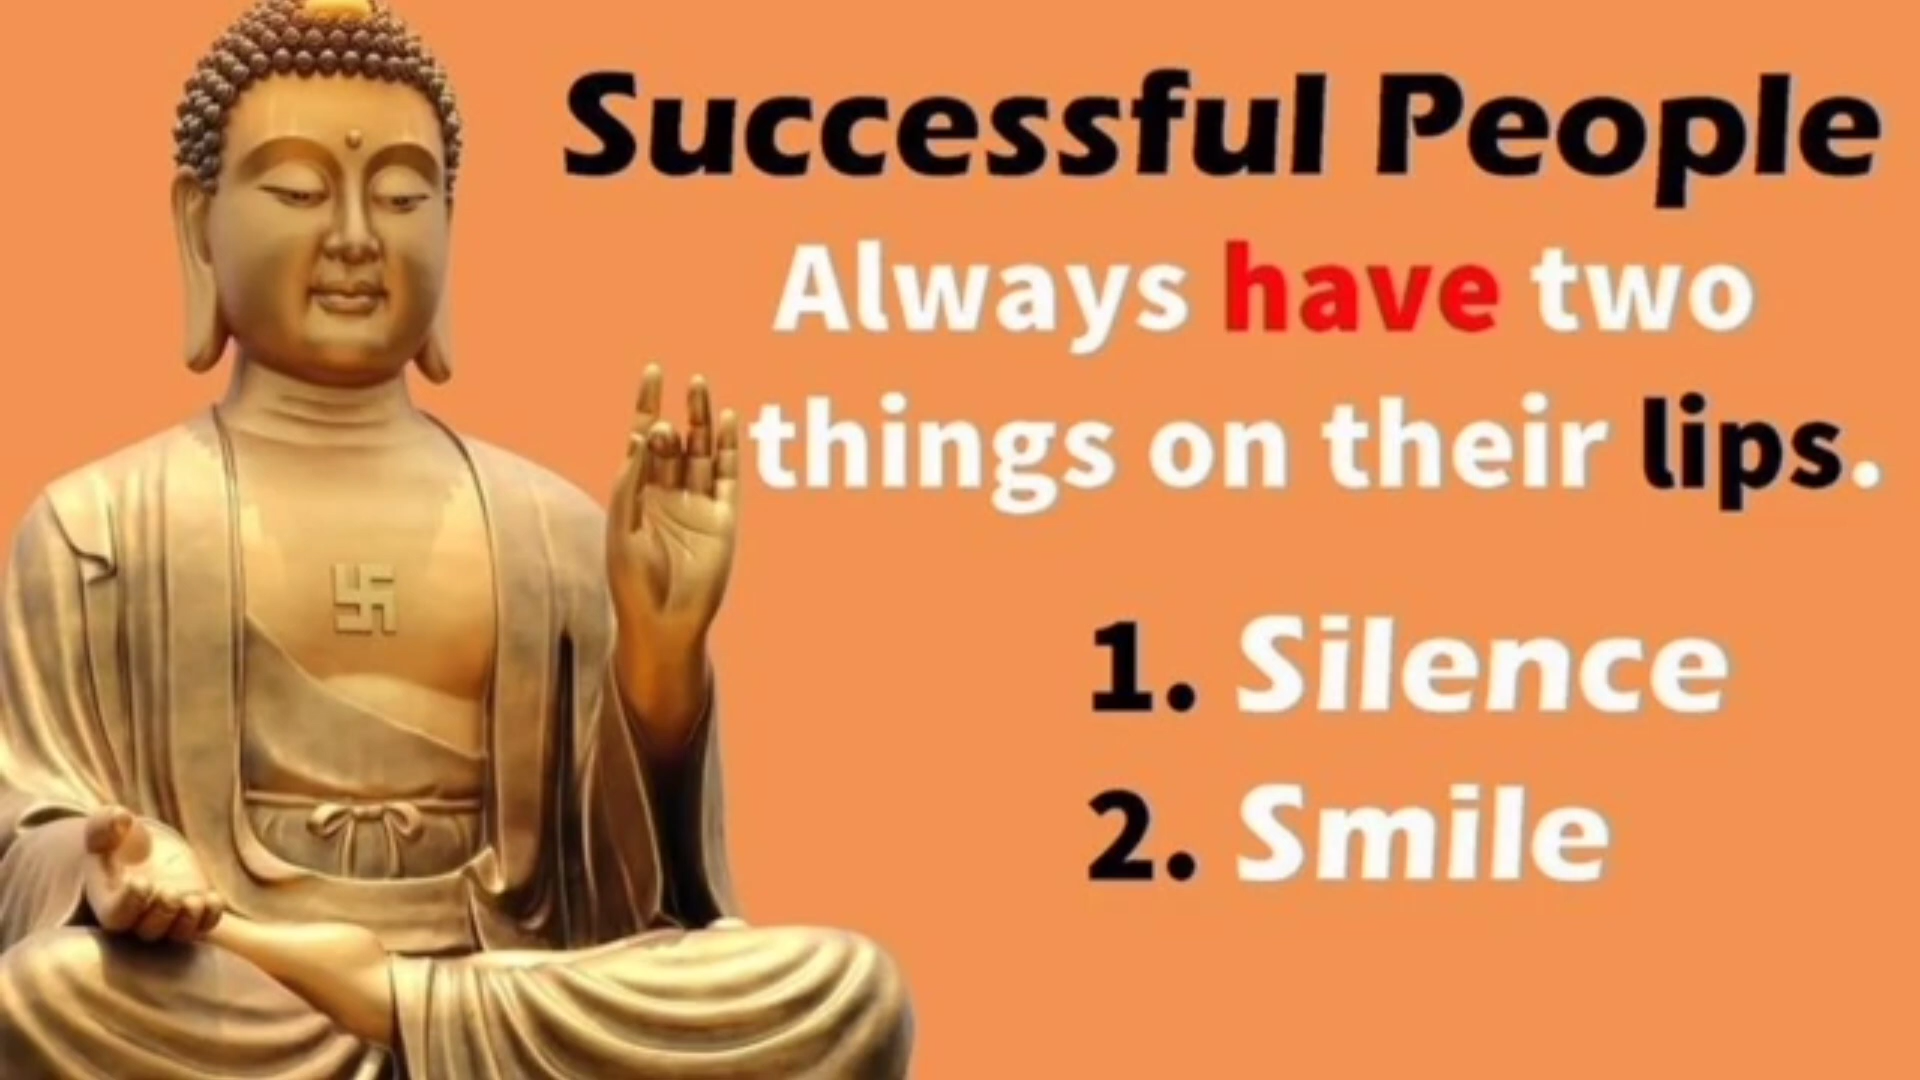 Successful People
Always have two
things on their lips.
1. Silence
2. Smile